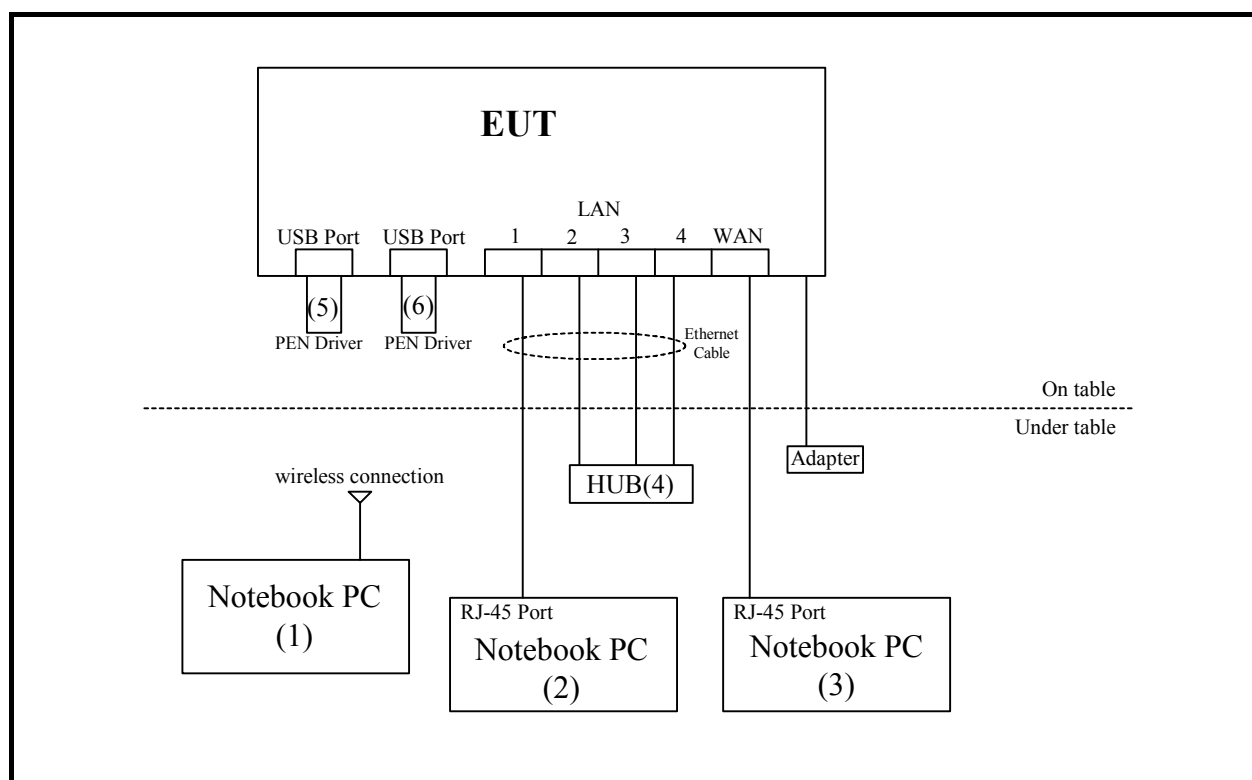 EUT
LAN
USB Port
USB Port
1
2
3
4
WAN
(5)
(6)
PEN Driver
PEN Driver
Ethernet
Cable
On table
Under table
Adapter
wireless connection
HUB(4)
Notebook PC
(1)
RJ-45 Port
Notebook PC
(2)
RJ-45 Port
Notebook PC
(3)